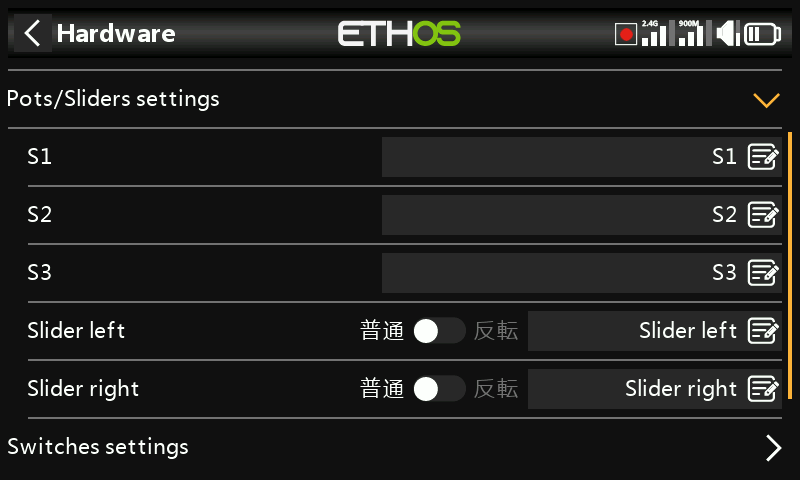 Hardware ETHOS 2.4G 900M
Pots/Sliders settings
S1 S1
S2 S2
S3 S3
Slider left 普通 反転 Slider left
Slider right 普通 反転 Slider right
Switches settings